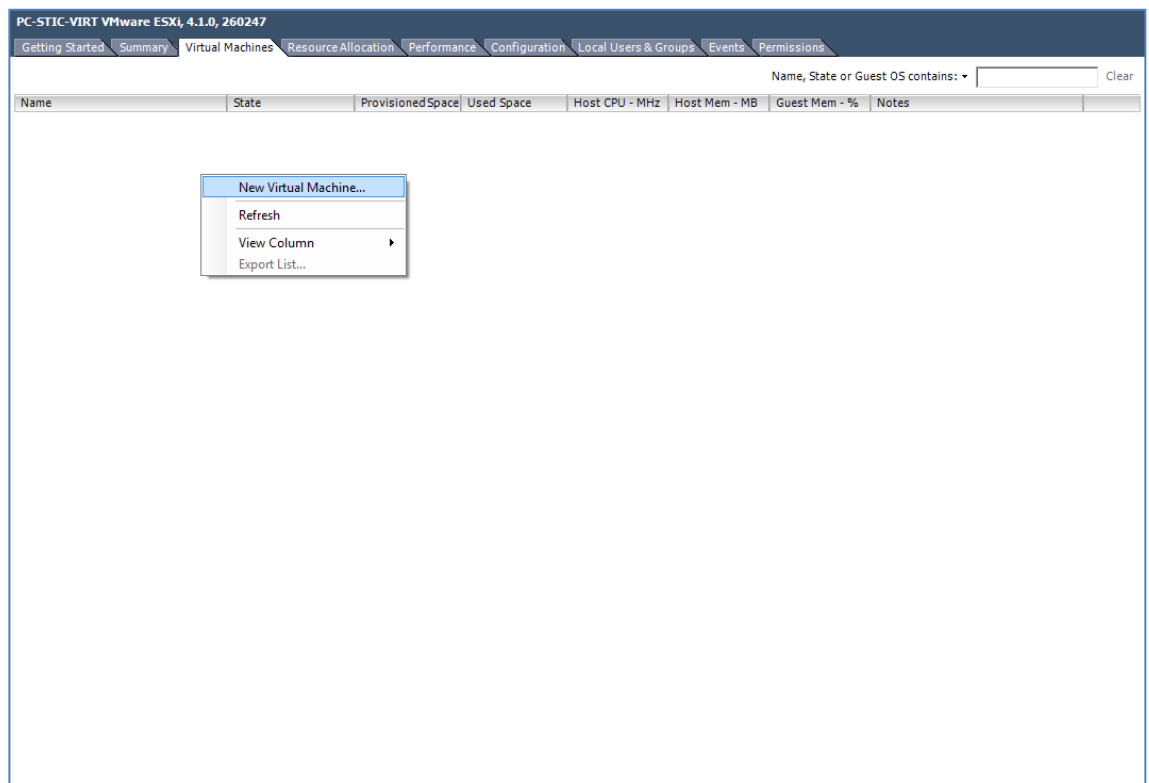 PC-STIC-VIRT VMware ESXi, 4.1.0, 260247
Getting Started Summary Virtual Machines Resource Allocation Performance Configuration Local Users & Groups Events Permissions
Name, State or Guest OS contains: Clear
Name State Provisioned Space Used Space Host CPU - MHz Host Mem - MB Guest Mem - % Notes
New Virtual Machine...
Refresh
View Column
Export List...